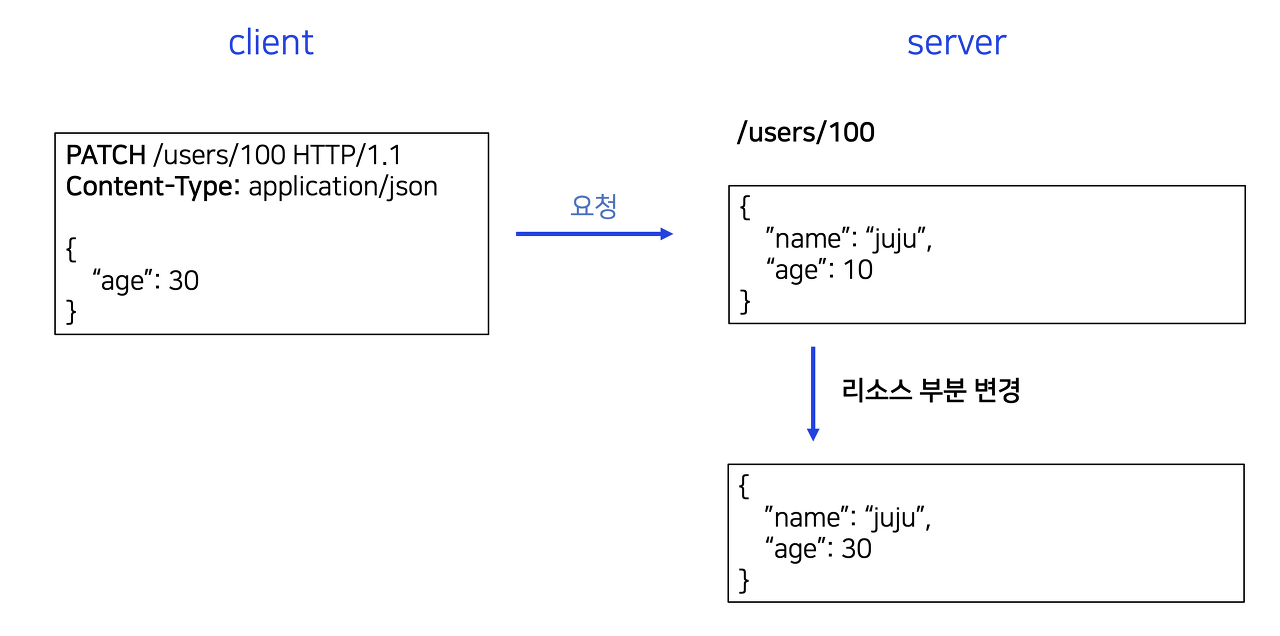 client
server
PATCH /users/100 HTTP/1.1
Content-Type: application/json
{
“age”: 30
}
요청
/users/100
{
”name”: “juju”,
“age”: 10
}
리소스 부분 변경
{
”name”: “juju”,
“age”: 30
}